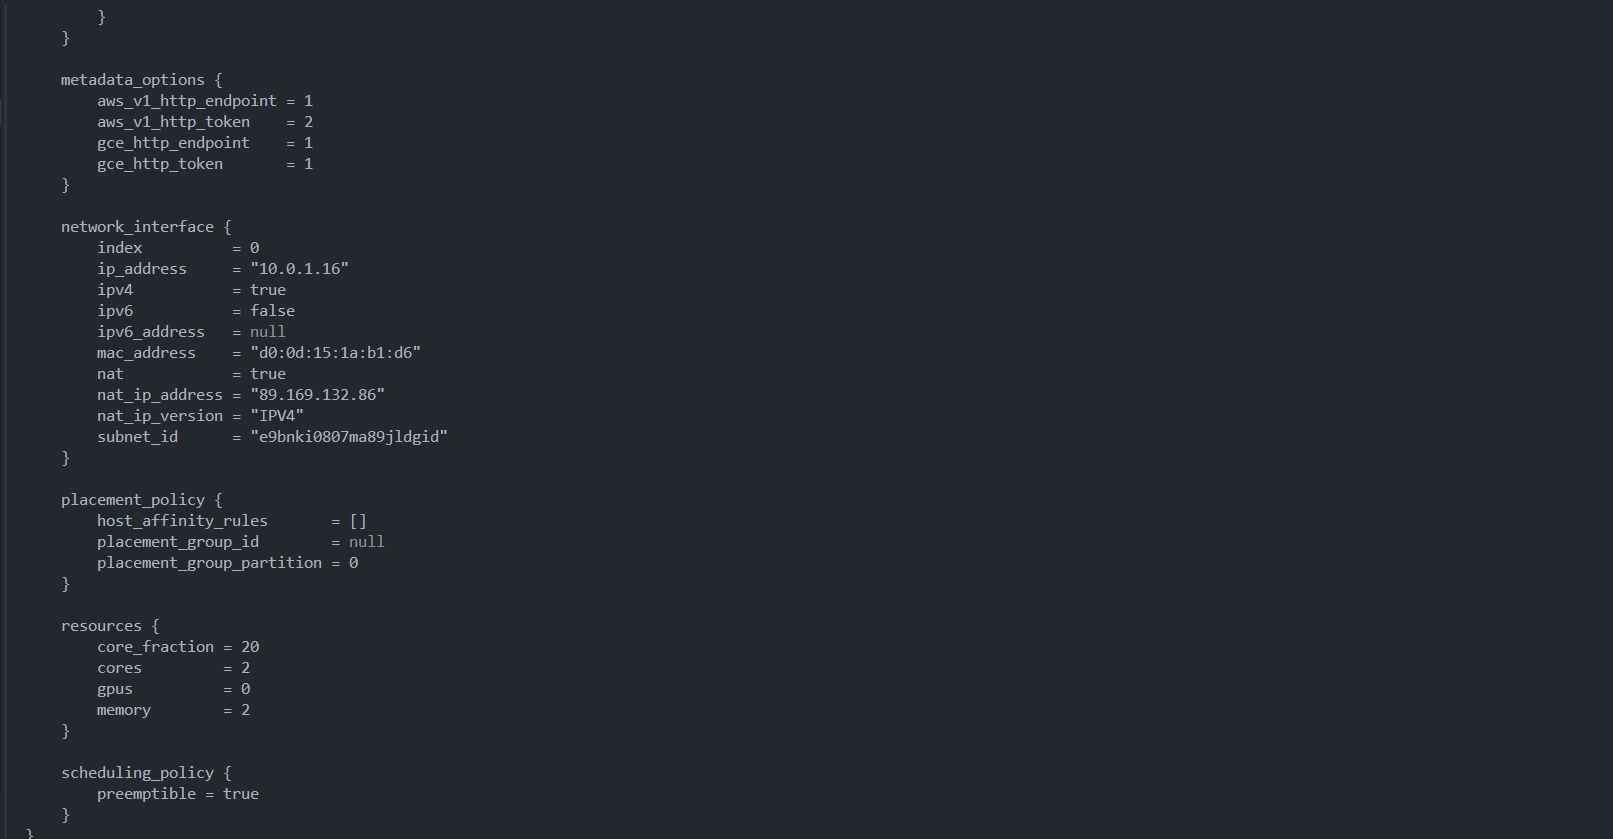 }
    }

    metadata_options {
        aws_v1_http_endpoint = 1
        aws_v1_http_token    = 2
        gce_http_endpoint    = 1
        gce_http_token       = 1
    }

    network_interface {
        index          = 0
        ip_address     = "10.0.1.16"
        ipv4           = true
        ipv6           = false
        ipv6_address   = null
        mac_address    = "d0:0d:15:1a:b1:d6"
        nat            = true
        nat_ip_address = "89.169.132.86"
        nat_ip_version = "IPV4"
        subnet_id      = "e9bnki0807ma89jldgid"
    }

    placement_policy {
        host_affinity_rules       = []
        placement_group_id        = null
        placement_group_partition = 0
    }

    resources {
        core_fraction = 20
        cores         = 2
        gpus          = 0
        memory        = 2
    }

    scheduling_policy {
        preemptible = true
    }
}